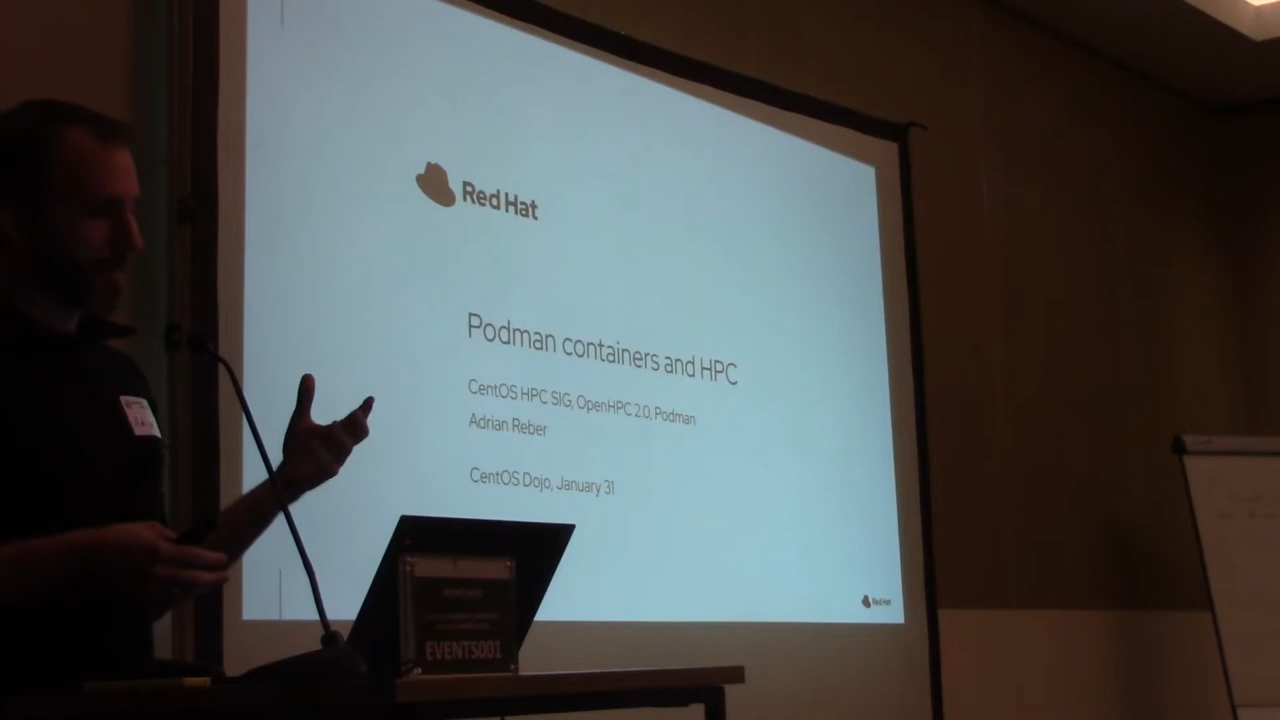 Red Hat
Podman containers and HPC
CentOS HPC SIG, OpenHPC 2.0, Podman
Adrian Reber
CentOS Dojo, January 31
Red Hat
EVENTS001